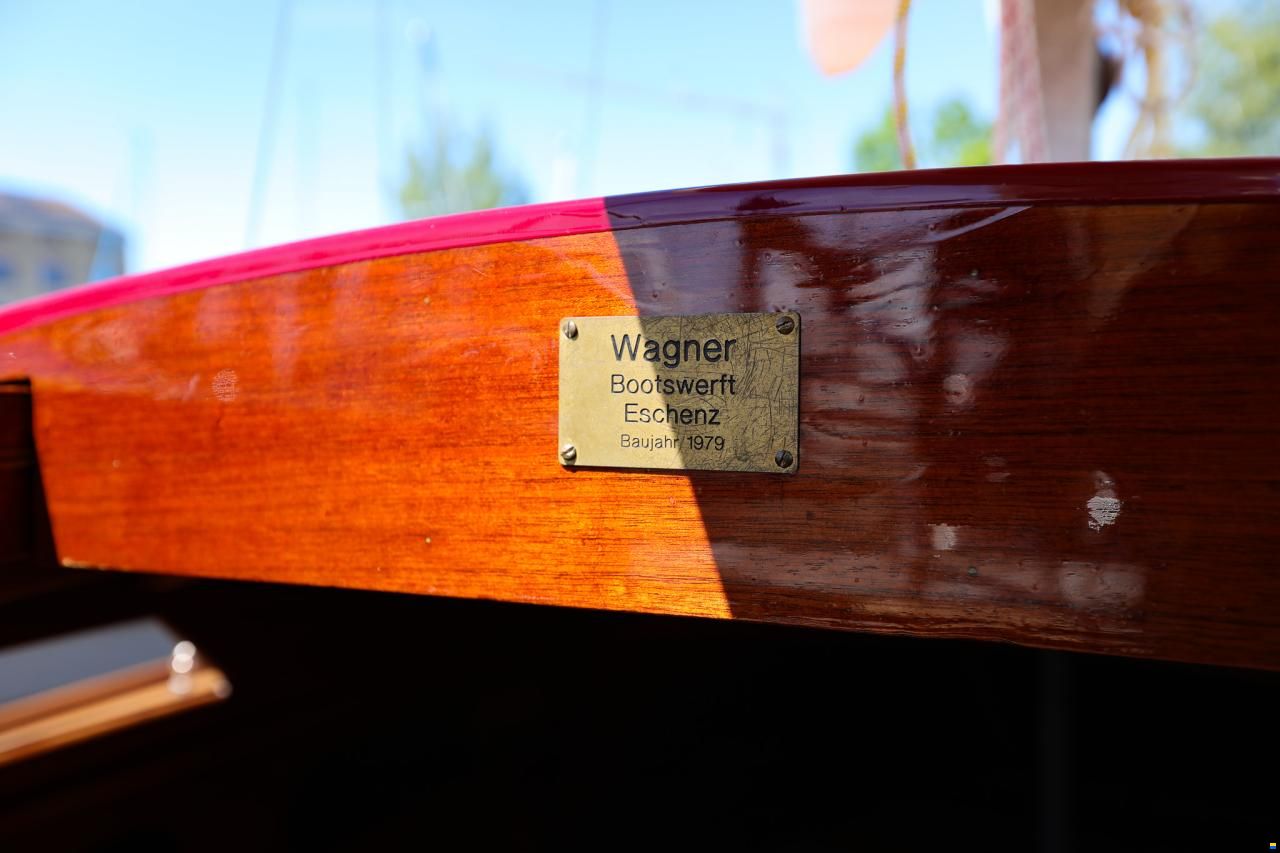 Wagner
Bootswerft
Eschenz
Baujahr 1979